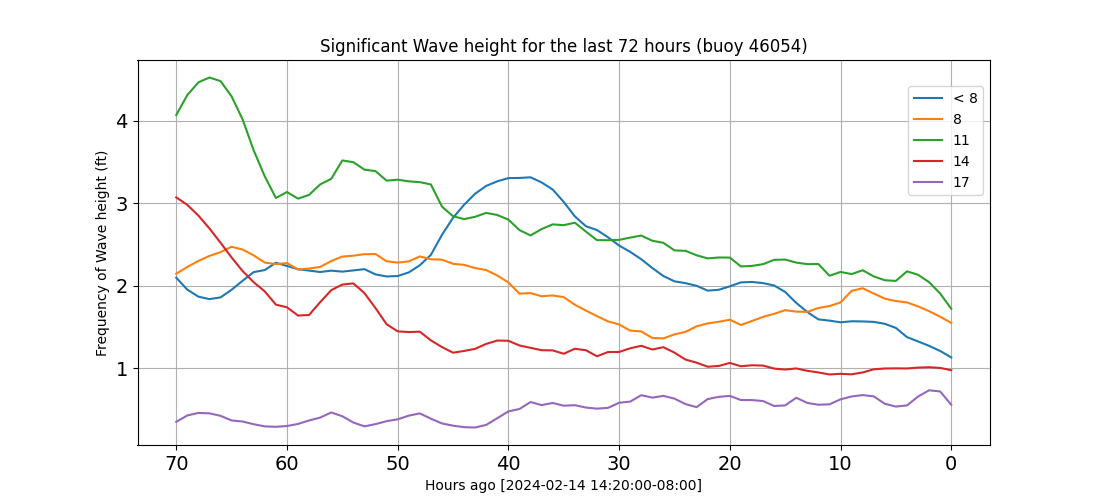 Significant Wave height for the last 72 hours (buoy 46054)
Frequency of Wave height (ft)
4
3
2
1
< 8
8
11
14
17
70 60 50 40 30 20 10 0
Hours ago [2024-02-14 14:20:00-08:00]